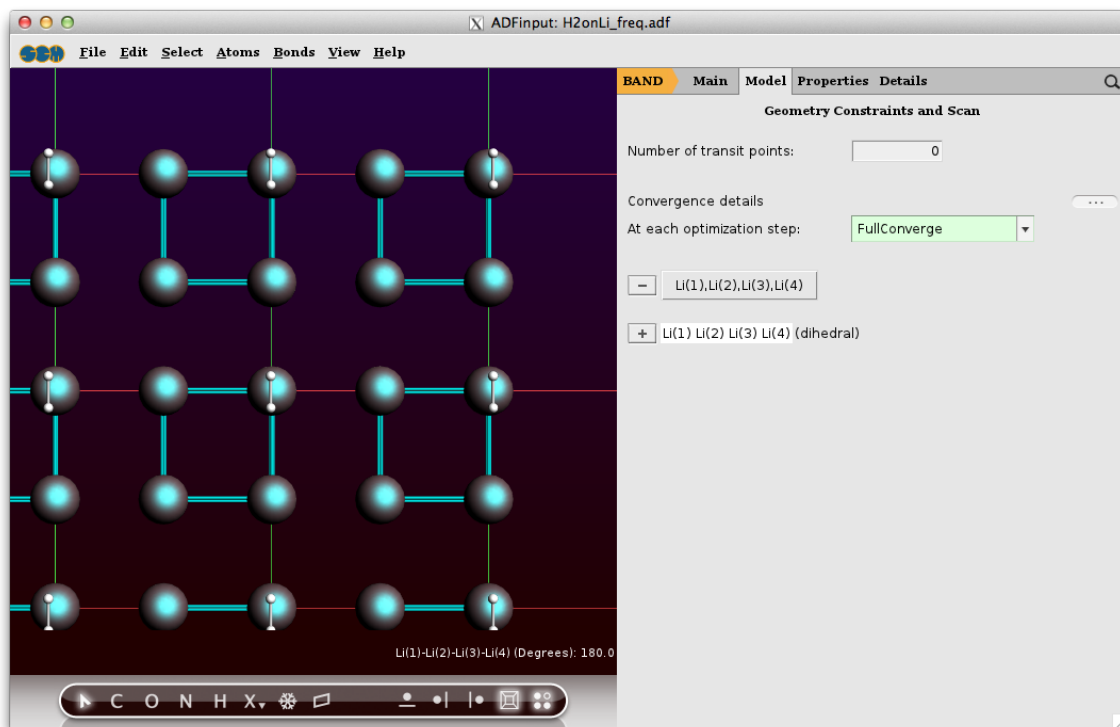 X ADFinput: H2onLi_freq.adf
SCM File Edit Select Atoms Bonds View Help
BAND Main Model Properties Details
Geometry Constraints and Scan
Number of transit points: 0
Convergence details ...
At each optimization step: FullConverge
- Li(1),Li(2),Li(3),Li(4)
+ Li(1) Li(2) Li(3) Li(4) (dihedral)
Li(1)-Li(2)-Li(3)-Li(4) (Degrees): 180.0
C O N H X